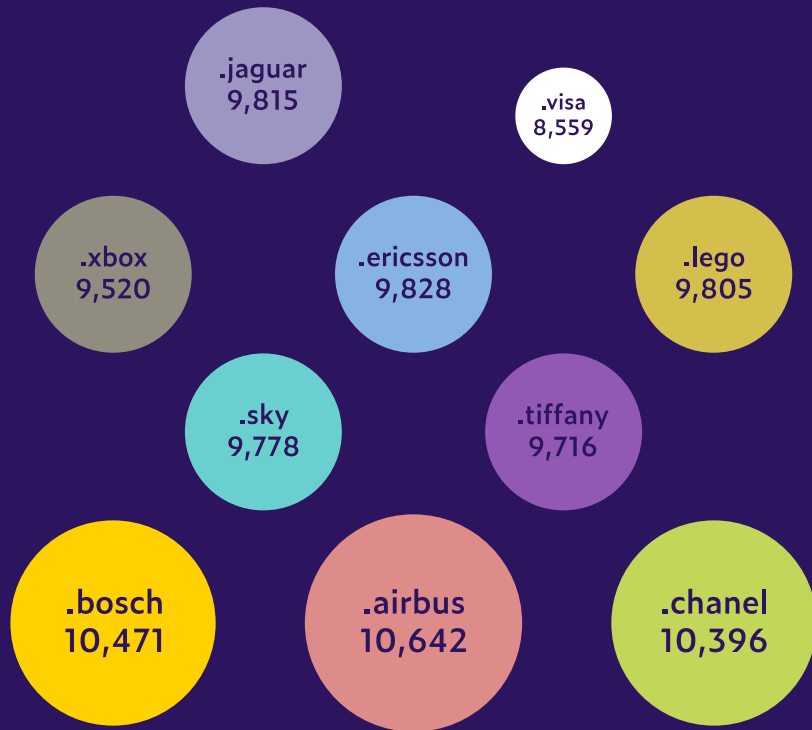 .jaguar
9,815
.visa
8,559
.xbox
9,520
.ericsson
9,828
.lego
9,805
.sky
9,778
.tiffany
9,716
.bosch
10,471
.airbus
10,642
.chanel
10,396